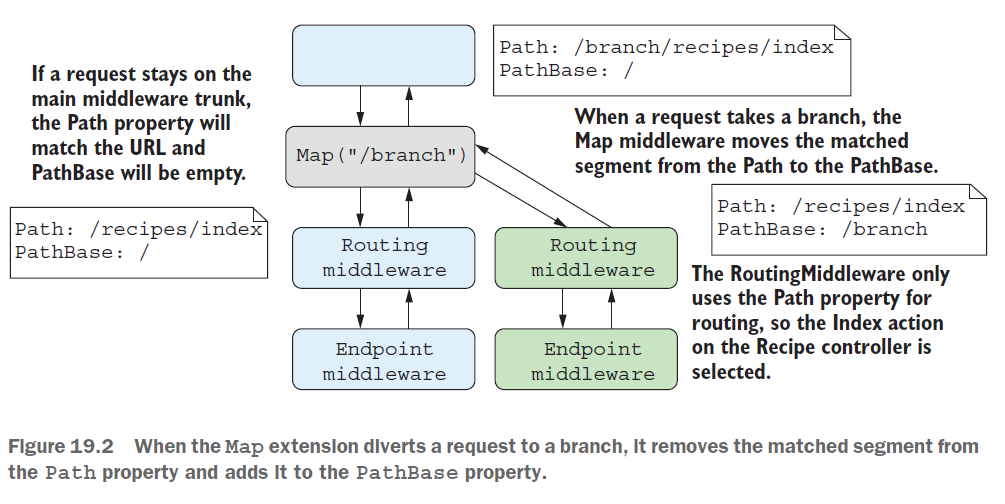 Path: /branch/recipes/index
PathBase: /
If a request stays on the
main middleware trunk,
the Path property will
match the URL and
PathBase will be empty.
When a request takes a branch, the
Map middleware moves the matched
segment from the Path to the PathBase.
Map("/branch")
Path: /recipes/index
PathBase: /
Path: /recipes/index
PathBase: /branch
Routing
middleware
Routing
middleware
The RoutingMiddleware only
uses the Path property for
routing, so the Index action
on the Recipe controller is
selected.
Endpoint
middleware
Endpoint
middleware
Figure 19.2 When the Map extension diverts a request to a branch, it removes the matched segment from
the Path property and adds it to the PathBase property.